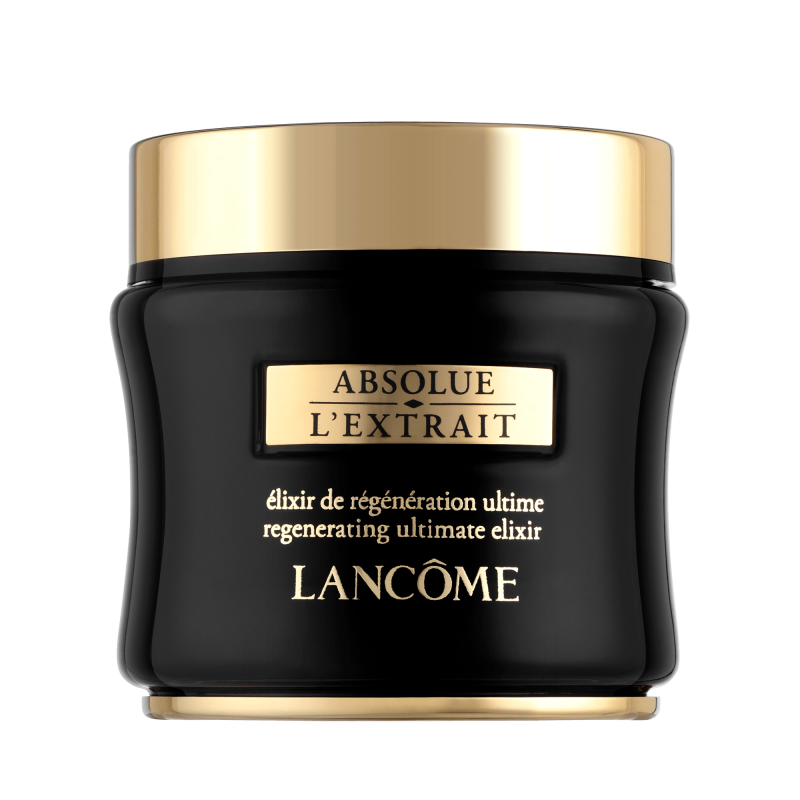 ABSOLUE
L'EXTRAIT
élixir de régénération ultime
regenerating ultimate elixir
LANCÔME